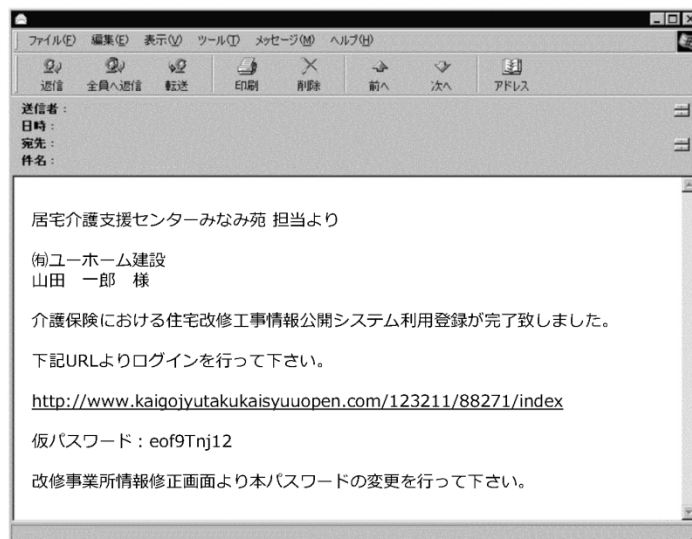 ファイル(F) 編集(E) 表示(V) ツール(T) メッセージ(M) ヘルプ(H)
返信 全員へ返信 転送 印刷 削除 前へ 次へ アドレス
送信者：
日時：
宛先：
件名：
居宅介護支援センターみなみ苑 担当より
㈲ユーホーム建設
山田　一郎　様
介護保険における住宅改修工事情報公開システム利用登録が完了致しました。
下記URLよりログインを行って下さい。
http://www.kaigojyutakukaisyuuopen.com/123211/88271/index
仮パスワード：eof9Tnj12
改修事業所情報修正画面より本パスワードの変更を行って下さい。